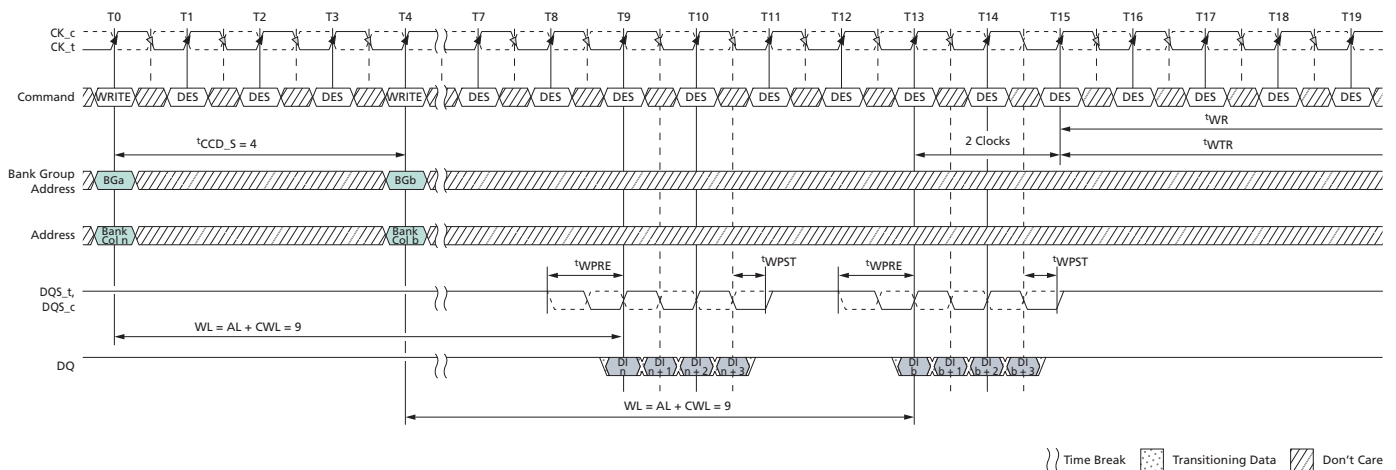 T0 T1 T2 T3 T4 T7 T8 T9 T10 T11 T12 T13 T14 T15 T16 T17 T18 T19
CK_c
CK_t
Command WRITE DES DES DES WRITE DES DES DES DES DES DES DES DES DES DES DES DES DES
tWR
tCCD_S = 4 2 Clocks
tWTR
Bank Group
Address BGa BGb
Address Bank
Col n Bank
Col b
tWPRE tWPST tWPRE tWPST
DQS_t,
DQS_c
WL = AL + CWL = 9
DQ DI
n DI
n + 1 DI
n + 2 DI
n + 3 DI
b DI
b + 1 DI
b + 2 DI
b + 3
WL = AL + CWL = 9
Time Break Transitioning Data Don't Care